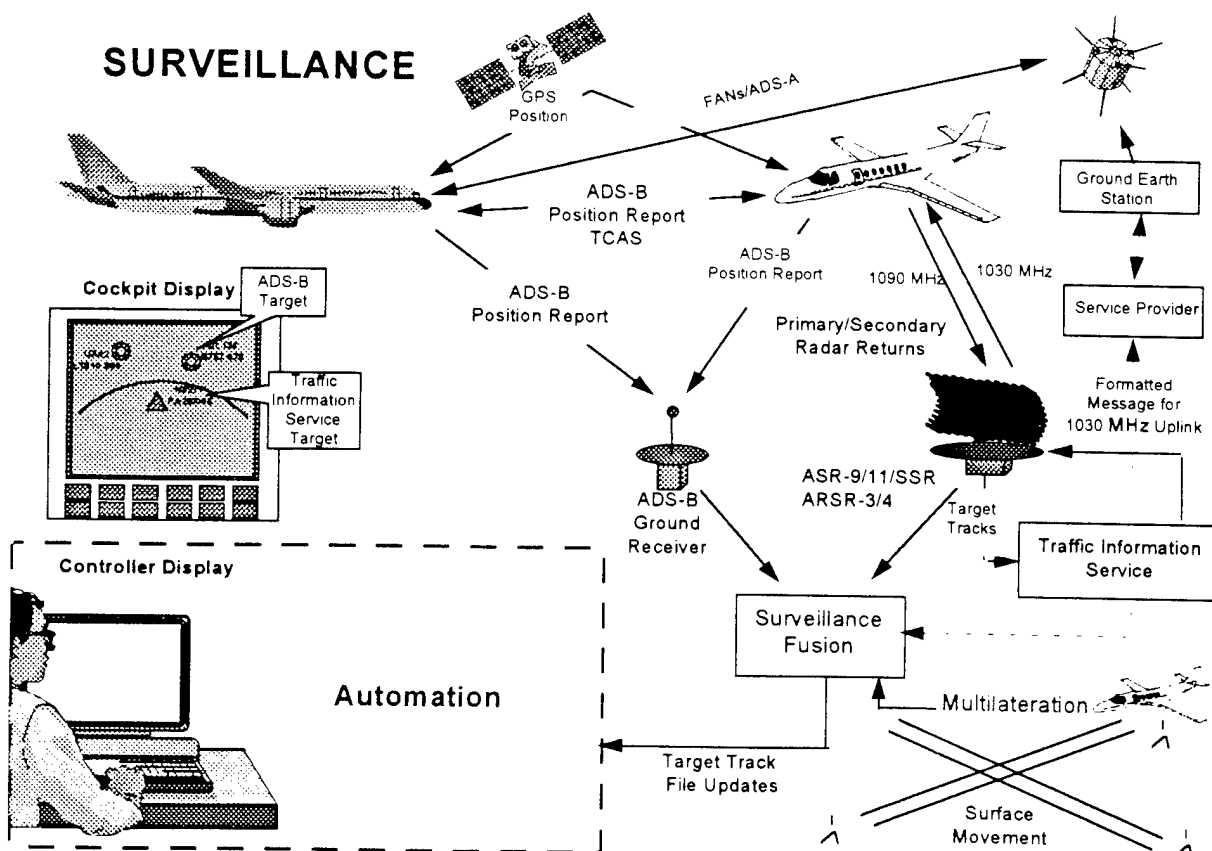 SURVEILLANCE
GPS
Position
FANs/ADS-A
ADS-B
Position Report
TCAS
Ground Earth
Station
ADS-B
Position Report
ADS-B
Position Report
1090 MHz
1030 MHz
Service Provider
Cockpit Display
ADS-B
Target
Traffic
Information
Service
Target
Primary/Secondary
Radar Returns
Formatted
Message for
1030 MHz Uplink
ASR-9/11/SSR
ARSR-3/4
ADS-B
Ground
Receiver
Target
Tracks
Traffic Information
Service
Controller Display
Surveillance
Fusion
Automation
Multilateration
Target Track
File Updates
Surface
Movement